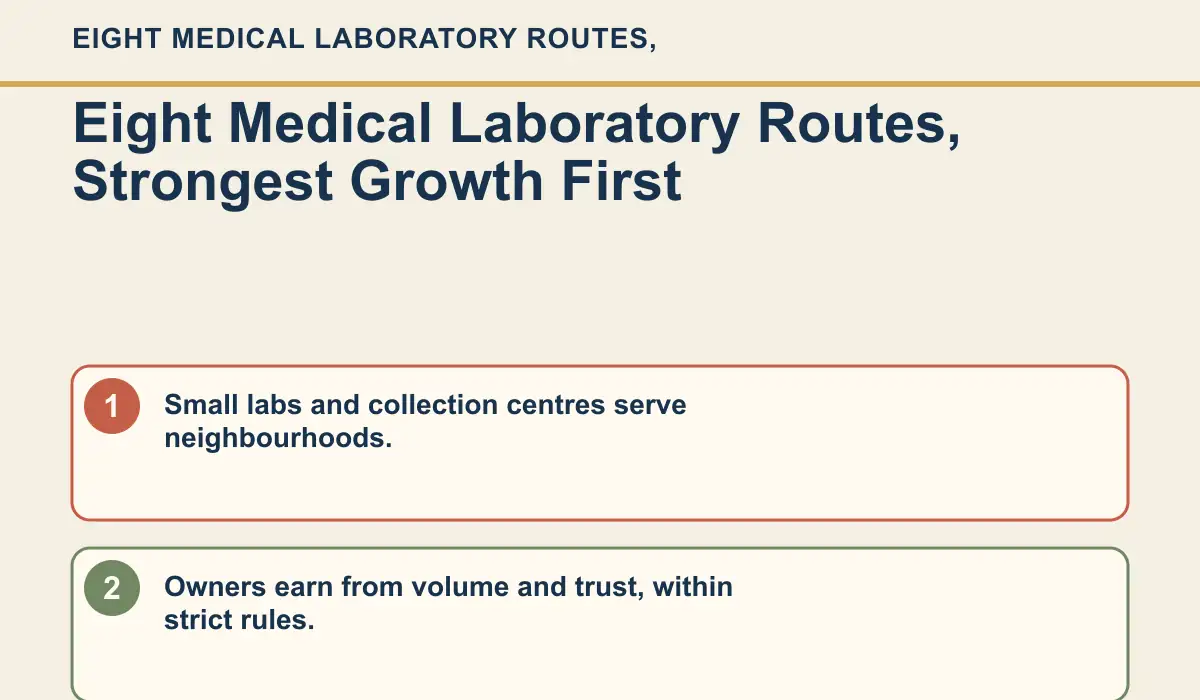 EIGHT MEDICAL LABORATORY ROUTES,
Eight Medical Laboratory Routes,
Strongest Growth First
1
Small labs and collection centres serve
neighbourhoods.
2
Owners earn from volume and trust, within
strict rules.